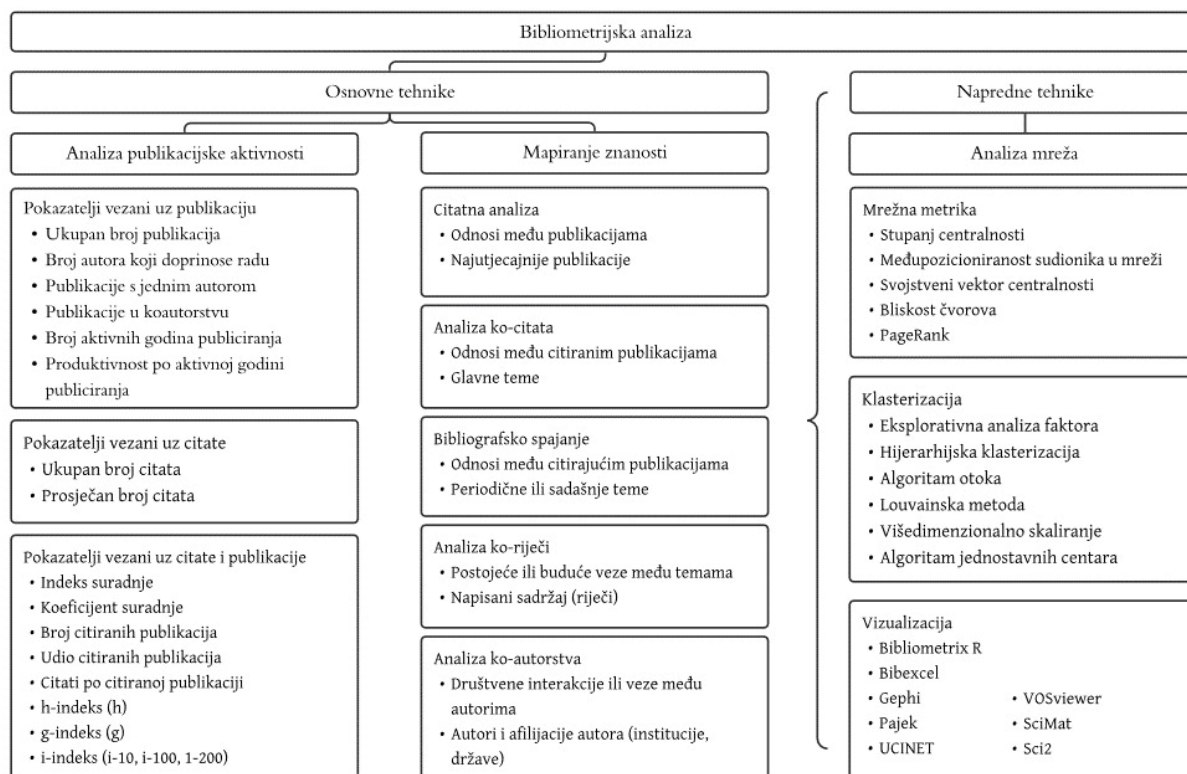 Bibliometrijska analiza
Osnovne tehnike
Napredne tehnike
Analiza publikacijske aktivnosti
Mapiranje znanosti
Analiza mreža
Pokazatelji vezani uz publikaciju
• Ukupan broj publikacija
• Broj autora koji doprinose radu
• Publikacije s jednim autorom
• Publikacije u koautorstvu
• Broj aktivnih godina publiciranja
• Produktivnost po aktivnoj godini
publiciranja
Pokazatelji vezani uz citate
• Ukupan broj citata
• Prosječan broj citata
Pokazatelji vezani uz citate i publikacije
• Indeks suradnje
• Koeficijent suradnje
• Broj citiranih publikacija
• Udio citiranih publikacija
• Citati po citiranoj publikaciji
• h-indeks (h)
• g-indeks (g)
• i-indeks (i-10, i-100, 1-200)
Citatna analiza
• Odnosi među publikacijama
• Najutjecajnije publikacije
Analiza ko-citata
• Odnosi među citiranim publikacijama
• Glavne teme
Bibliografsko spajanje
• Odnosi među citirajućim publikacijama
• Periodične ili sadašnje teme
Analiza ko-riječi
• Postojeće ili buduće veze među temama
• Napisani sadržaj (riječi)
Analiza ko-autorstva
• Društvene interakcije ili veze među
autorima
• Autori i afilijacije autora (institucije,
države)
Mrežna metrika
• Stupanj centralnosti
• Međupozicioniranost sudionika u mreži
• Svojstveni vektor centralnosti
• Bliskost čvorova
• PageRank
Klasterizacija
• Eksplorativna analiza faktora
• Hijerarhijska klasterizacija
• Algoritam otoka
• Louvainska metoda
• Višedimenzionalno skaliranje
• Algoritam jednostavnih centara
Vizualizacija
• Bibliometrix R
• Bibexcel
• Gephi
• Pajek
• UCINET
• VOSviewer
• SciMat
• Sci2